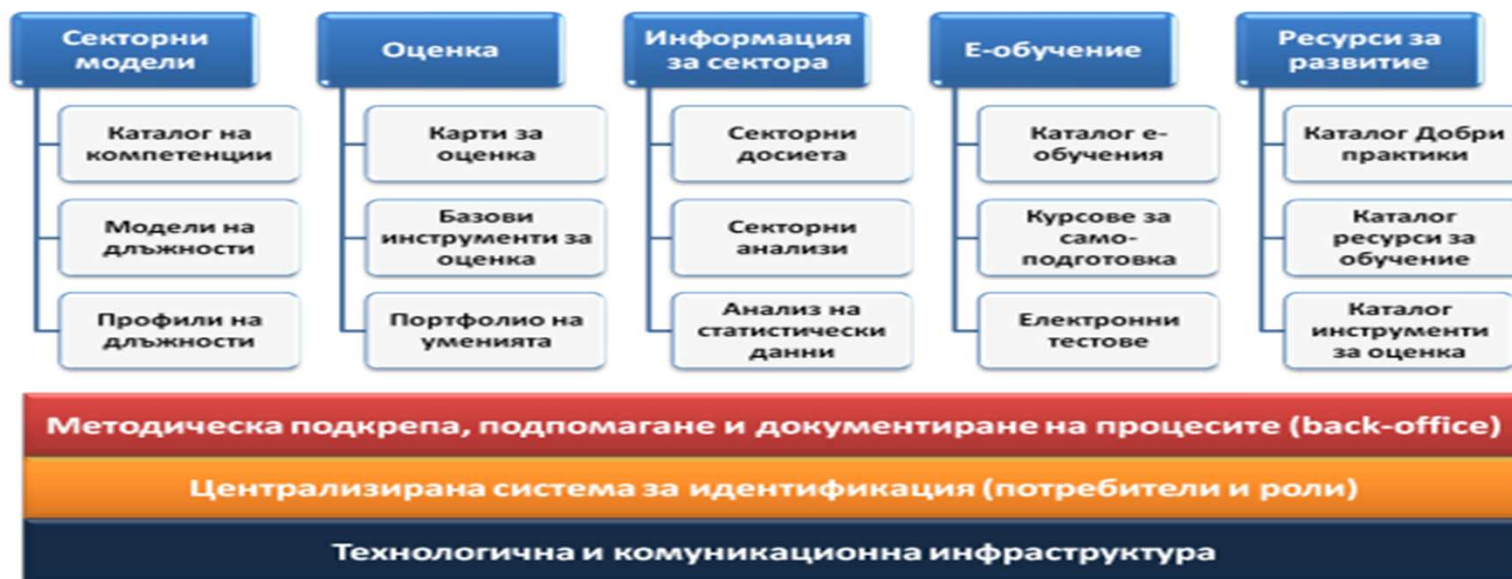 Секторни
модели
Каталог на
компетенции
Модели на
длъжности
Профили на
длъжности
Оценка
Карти за
оценка
Базови
инструменти за
оценка
Портфолио на
уменията
Информация
за сектора
Секторни
досиета
Секторни
анализи
Анализ на
статистически
данни
Е-обучение
Каталог е-
обучения
Курсове за
само-
подготовка
Електронни
тестове
Ресурси за
развитие
Каталог Добри
практики
Каталог
ресурси за
обучение
Каталог
инструменти
за оценка
Методическа подкрепа, подпомагане и документиране на процесите (back-office)
Централизирана система за идентификация (потребители и роли)
Технологична и комуникационна инфраструктура